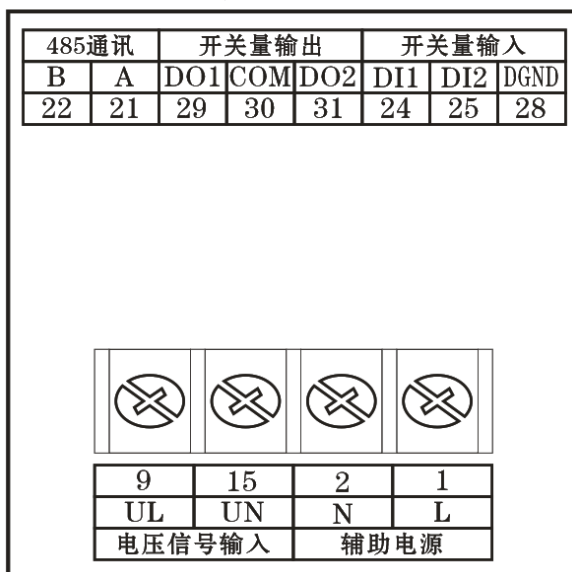 485通讯 开关量输出 开关量输入
B A DO1 COM DO2 DI1 DI2 DGND
22 21 29 30 31 24 25 28
9 15 2 1
UL UN N L
电压信号输入 辅助电源